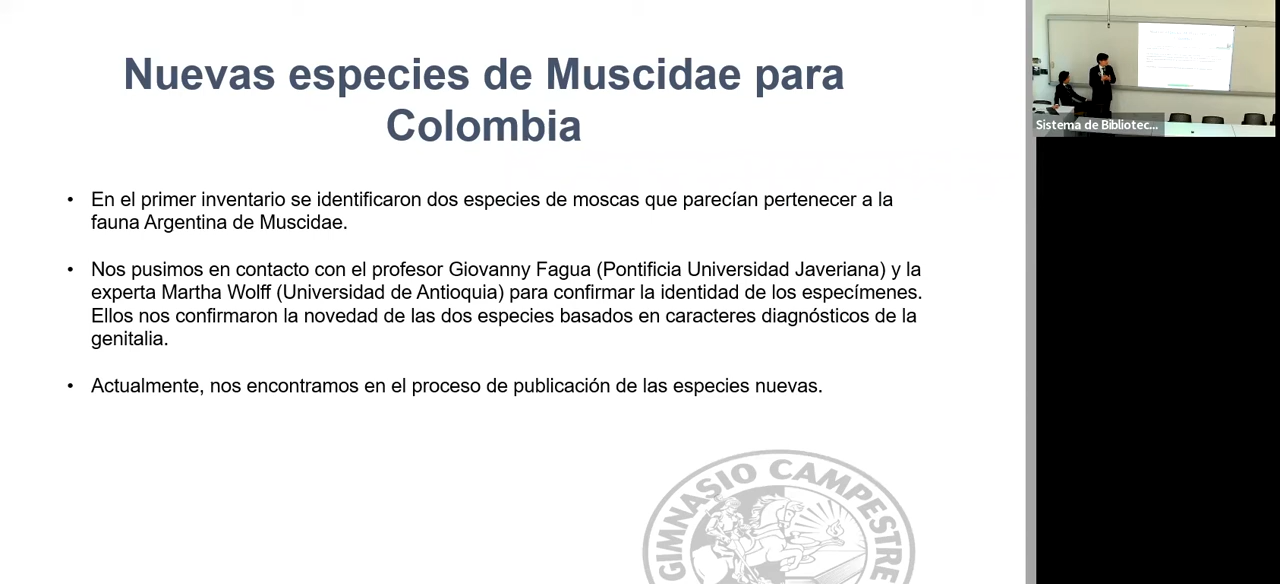 Nuevas especies de Muscidae para
Colombia
• En el primer inventario se identificaron dos especies de moscas que parecían pertenecer a la
fauna Argentina de Muscidae.
• Nos pusimos en contacto con el profesor Giovanny Fagua (Pontificia Universidad Javeriana) y la
experta Martha Wolff (Universidad de Antioquia) para confirmar la identidad de los especímenes.
Ellos nos confirmaron la novedad de las dos especies basados en caracteres diagnósticos de la
genitalia.
• Actualmente, nos encontramos en el proceso de publicación de las especies nuevas.
GIMNASIO CAMPESTRE
Sistema de Bibliotec...